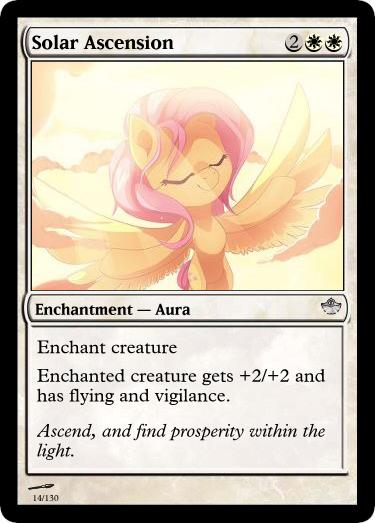 Solar Ascension 2
Enchantment — Aura
Enchant creature
Enchanted creature gets +2/+2 and
has flying and vigilance.
Ascend, and find prosperity within the
light.
14/130